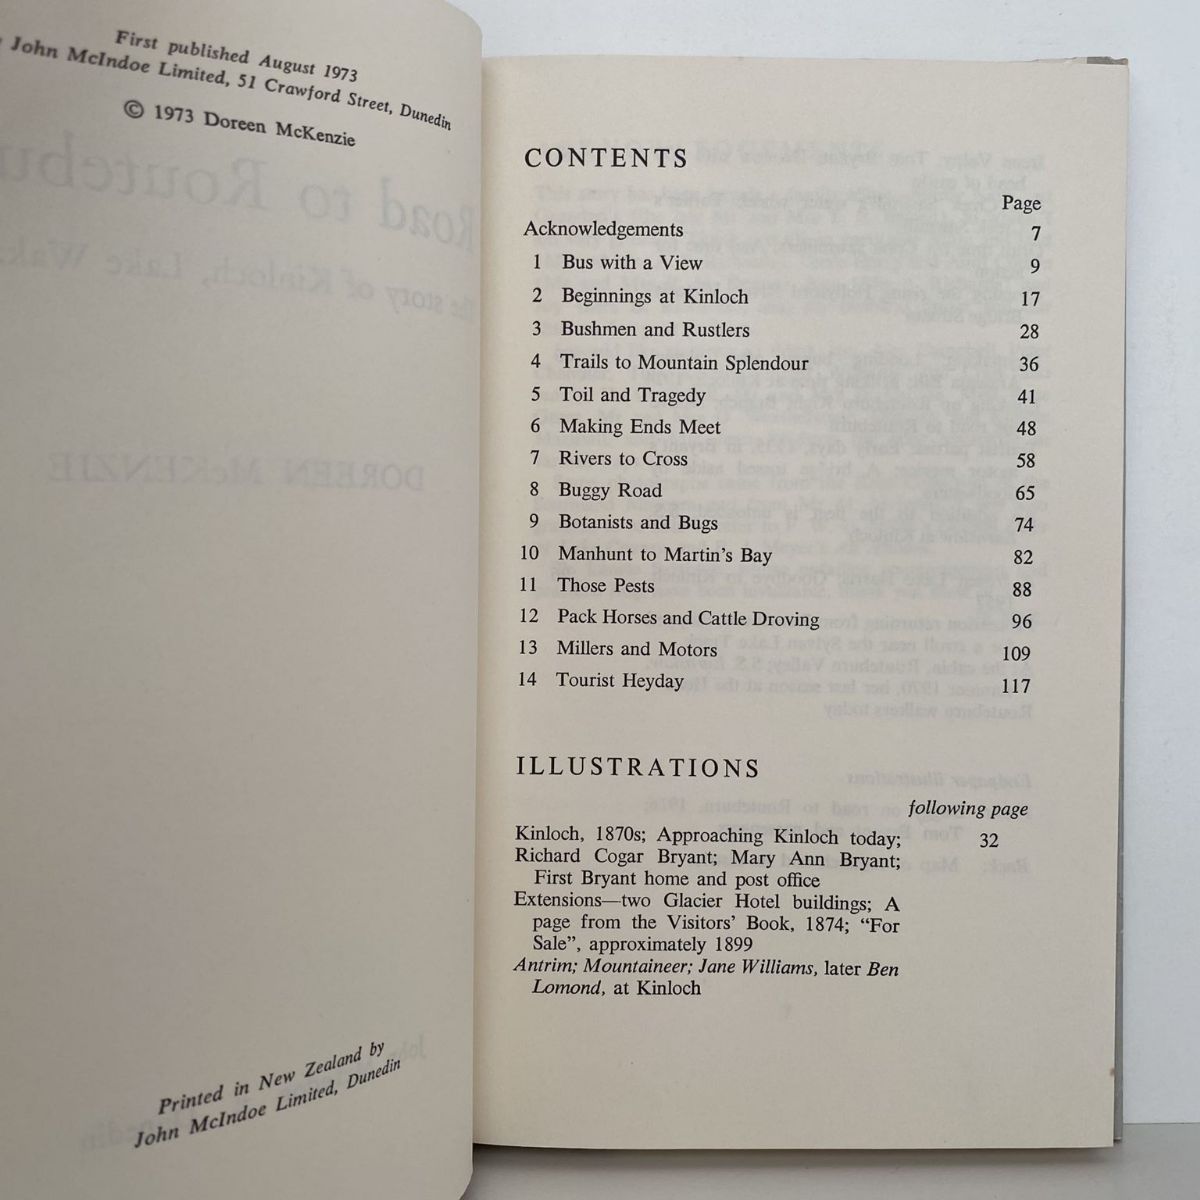 First published August 1973
John McIndoe Limited, 51 Crawford Street, Dunedin
© 1973 Doreen McKenzie
Printed in New Zealand by
John McIndoe Limited, Dunedin
CONTENTS
Page
Acknowledgements 7
1 Bus with a View 9
2 Beginnings at Kinloch 17
3 Bushmen and Rustlers 28
4 Trails to Mountain Splendour 36
5 Toil and Tragedy 41
6 Making Ends Meet 48
7 Rivers to Cross 58
8 Buggy Road 65
9 Botanists and Bugs 74
10 Manhunt to Martin's Bay 82
11 Those Pests 88
12 Pack Horses and Cattle Droving 96
13 Millers and Motors 109
14 Tourist Heyday 117
ILLUSTRATIONS
following page
Kinloch, 1870s; Approaching Kinloch today; 32
Richard Cogar Bryant; Mary Ann Bryant;
First Bryant home and post office
Extensions—two Glacier Hotel buildings; A
page from the Visitors' Book, 1874; “For
Sale”, approximately 1899
Antrim; Mountaineer; Jane Williams, later Ben
Lomond, at Kinloch